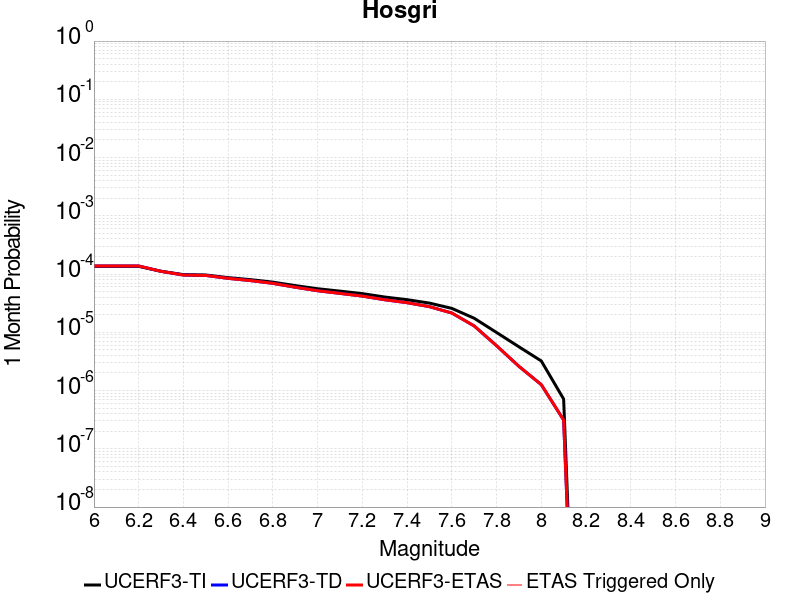 Hosgri
10^0
10^-1
10^-2
10^-3
10^-4
10^-5
10^-6
10^-7
10^-8
1 Month Probability
6 6.2 6.4 6.6 6.8 7 7.2 7.4 7.6 7.8 8 8.2 8.4 8.6 8.8 9
Magnitude
UCERF3-TI UCERF3-TD UCERF3-ETAS ETAS Triggered Only